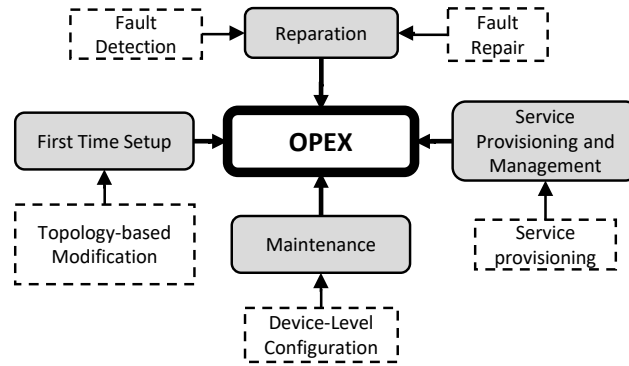 Fault
Detection
Reparation
Fault
Repair
First Time Setup
OPEX
Service
Provisioning and
Management
Topology-based
Modification
Maintenance
Service
provisioning
Device-Level
Configuration